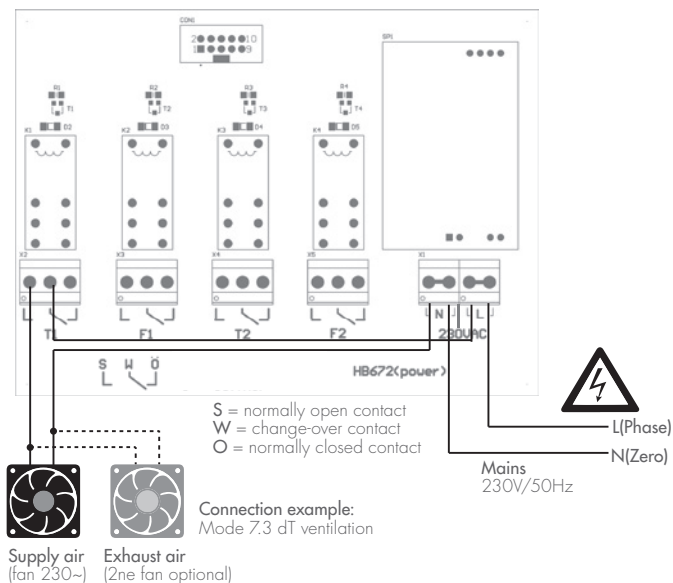 CON1
2 10
1 9
SP1
R1 R2 R3 R4
T1 T2 T3 T4
D2 D3 D4 D5
K1 K2 K3 K4
X2 X3 X4 X5 X1
N L
T1 F1 T2 F2 230VAC
S W Ö
HB672(power)
S = normally open contact
W = change-over contact
O = normally closed contact
L(Phase)
N(Zero)
Mains
230V/50Hz
Connection example:
Mode 7.3 dT ventilation
Supply air
(fan 230~)
Exhaust air
(2ne fan optional)